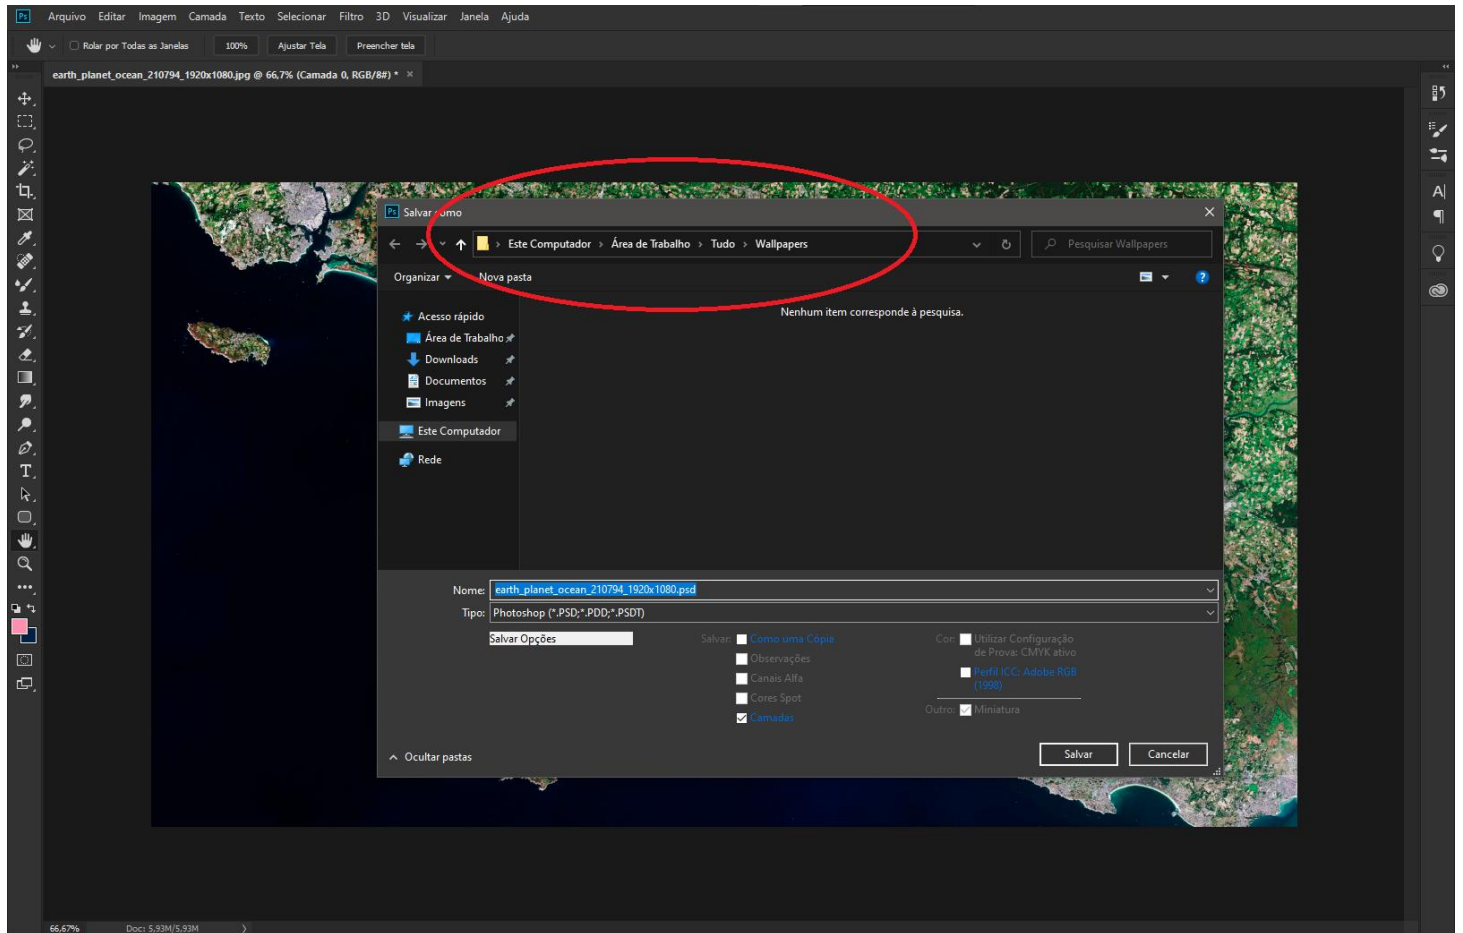 Ps Arquivo Editar Imagem Camada Texto Selecionar Filtro 3D Visualizar Janela Ajuda
Rolar por Todas as Janelas 100% Ajustar Tela Preencher tela
earth_planet_ocean_210794_1920x1080.jpg @ 66,7% (Camada 0, RGB/8#) * ×
Ps Salvar como
Este Computador › Área de Trabalho › Tudo › Wallpapers
Pesquisar Wallpapers
Organizar Nova pasta
Nenhum item corresponde à pesquisa.
Acesso rápido
Área de Trabalho
Downloads
Documentos
Imagens
Este Computador
Rede
Nome: earth_planet_ocean_210794_1920x1080.psd
Tipo: Photoshop (*.PSD;*.PDD;*.PSDT)
Salvar Opções
Salvar: Como uma Cópia
Observações
Canais Alfa
Cores Spot
Camadas
Cor: Utilizar Configuração
de Prova: CMYK ativo
Perfil ICC: Adobe RGB
(1998)
Outro: Miniatura
Ocultar pastas
Salvar Cancelar
66,67% Doc: 5,93M/5,93M